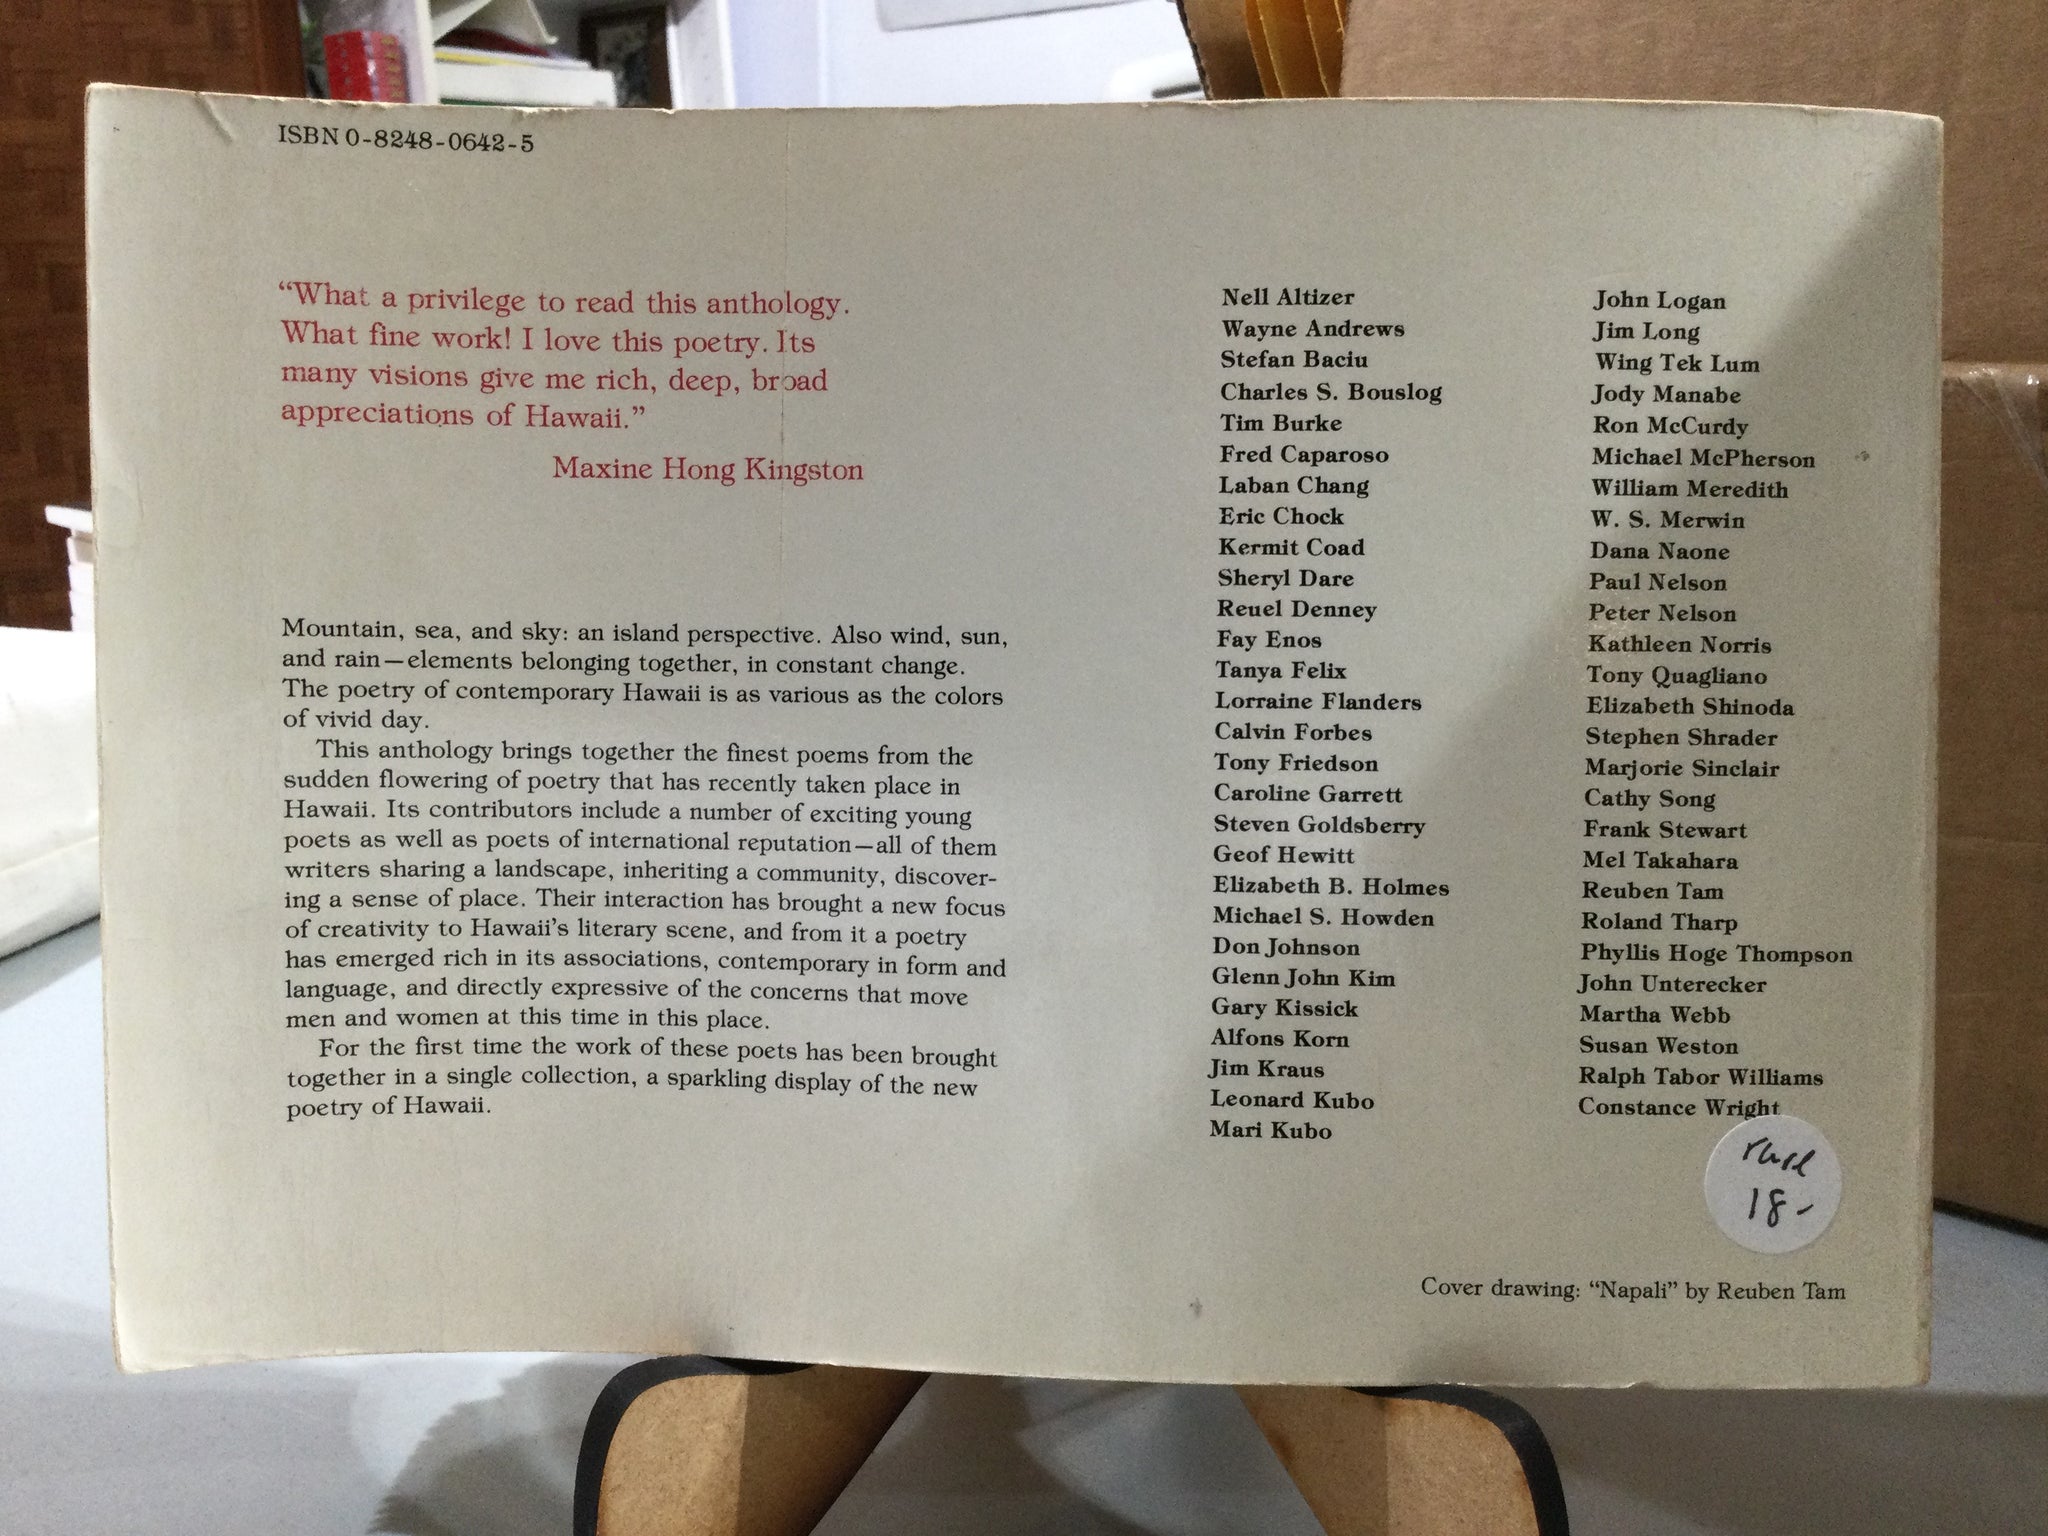 ISBN 0-8248-0642-5
“What a privilege to read this anthology.
What fine work! I love this poetry. Its
many visions give me rich, deep, broad
appreciations of Hawaii.”
Maxine Hong Kingston
Mountain, sea, and sky: an island perspective. Also wind, sun,
and rain—elements belonging together, in constant change.
The poetry of contemporary Hawaii is as various as the colors
of vivid day.
This anthology brings together the finest poems from the
sudden flowering of poetry that has recently taken place in
Hawaii. Its contributors include a number of exciting young
poets as well as poets of international reputation—all of them
writers sharing a landscape, inheriting a community, discover-
ing a sense of place. Their interaction has brought a new focus
of creativity to Hawaii’s literary scene, and from it a poetry
has emerged rich in its associations, contemporary in form and
language, and directly expressive of the concerns that move
men and women at this time in this place.
For the first time the work of these poets has been brought
together in a single collection, a sparkling display of the new
poetry of Hawaii.
Nell Altizer
Wayne Andrews
Stefan Baciu
Charles S. Bouslog
Tim Burke
Fred Caparoso
Laban Chang
Eric Chock
Kermit Coad
Sheryl Dare
Reuel Denney
Fay Enos
Tanya Felix
Lorraine Flanders
Calvin Forbes
Tony Friedson
Caroline Garrett
Steven Goldsberry
Geof Hewitt
Elizabeth B. Holmes
Michael S. Howden
Don Johnson
Glenn John Kim
Gary Kissick
Alfons Korn
Jim Kraus
Leonard Kubo
Mari Kubo
John Logan
Jim Long
Wing Tek Lum
Jody Manabe
Ron McCurdy
Michael McPherson
William Meredith
W. S. Merwin
Dana Naone
Paul Nelson
Peter Nelson
Kathleen Norris
Tony Quagliano
Elizabeth Shinoda
Stephen Shrader
Marjorie Sinclair
Cathy Song
Frank Stewart
Mel Takahara
Reuben Tam
Roland Tharp
Phyllis Hoge Thompson
John Unterecker
Martha Webb
Susan Weston
Ralph Tabor Williams
Constance Wright
18-
Cover drawing: “Napali” by Reuben Tam